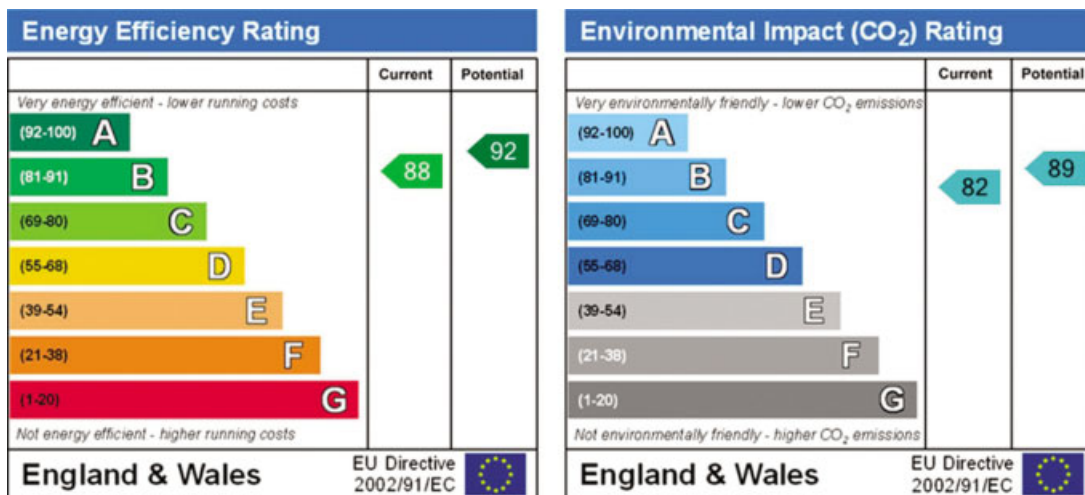 Energy Efficiency Rating
Current Potential
Very energy efficient - lower running costs
(92-100) A
(81-91) B
(69-80) C
(55-68) D
(39-54) E
(21-38) F
(1-20) G
88
92
Not energy efficient - higher running costs
England & Wales
EU Directive
2002/91/EC
Environmental Impact (CO₂) Rating
Current Potential
Very environmentally friendly - lower CO₂ emissions
(92-100) A
(81-91) B
(69-80) C
(55-68) D
(39-54) E
(21-38) F
(1-20) G
82
89
Not environmentally friendly - higher CO₂ emissions
England & Wales
EU Directive
2002/91/EC